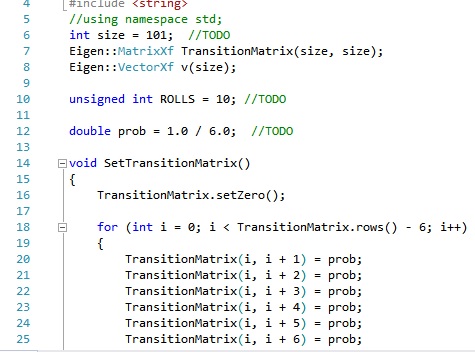 4 #include <string>
5 //using namespace std;
6 int size = 101;  //TODO
7 Eigen::MatrixXf TransitionMatrix(size, size);
8 Eigen::VectorXf v(size);
9
10 unsigned int ROLLS = 10; //TODO
11
12 double prob = 1.0 / 6.0;  //TODO
13
14 void SetTransitionMatrix()
15 {
16     TransitionMatrix.setZero();
17
18     for (int i = 0; i < TransitionMatrix.rows() - 6; i++)
19     {
20         TransitionMatrix(i, i + 1) = prob;
21         TransitionMatrix(i, i + 2) = prob;
22         TransitionMatrix(i, i + 3) = prob;
23         TransitionMatrix(i, i + 4) = prob;
24         TransitionMatrix(i, i + 5) = prob;
25         TransitionMatrix(i, i + 6) = prob;